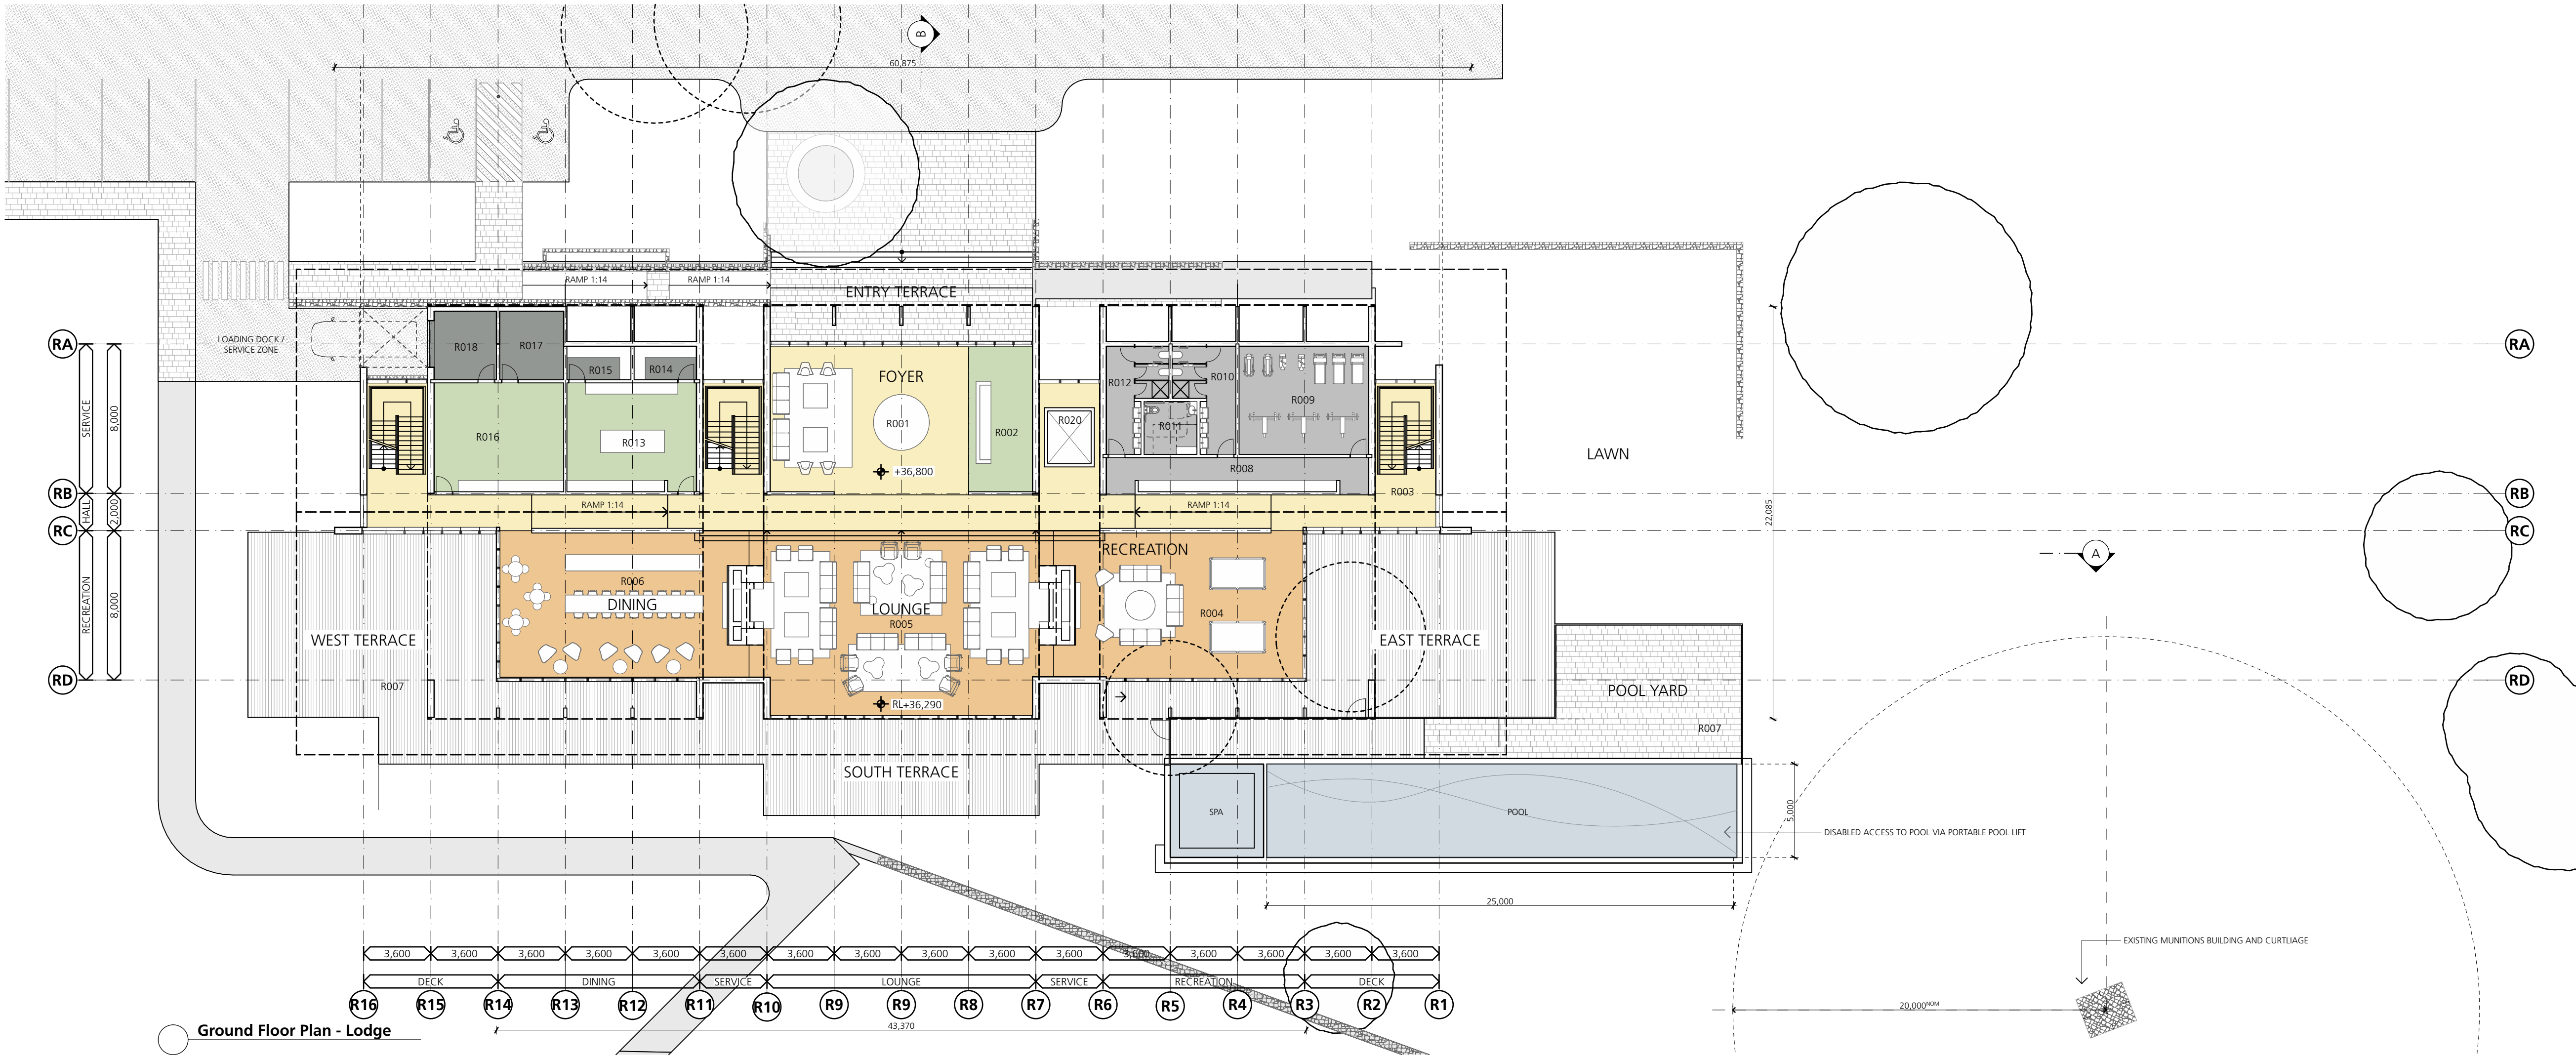 B
60,875
RAMP 1:14
RAMP 1:14
ENTRY TERRACE
LOADING DOCK /
SERVICE ZONE
RA
RA
R018
R017
R015
R014
FOYER
R012
R010
R009
R001
R020
R002
R011
R016
R013
SERVICE
8,000
+36,800
R008
LAWN
RB
R003
RB
HALL
2,000
RAMP 1:14
RAMP 1:14
22,085
RC
RC
RECREATION
A
R006
DINING
LOUNGE
R005
R004
RECREATION
8,000
WEST TERRACE
EAST TERRACE
RD
R007
POOL YARD
RD
RL+36,290
R007
SOUTH TERRACE
SPA
POOL
5,000
DISABLED ACCESS TO POOL VIA PORTABLE POOL LIFT
25,000
EXISTING MUNITIONS BUILDING AND CURTLIAGE
3,600 3,600 3,600 3,600 3,600 3,600 3,600 3,600 3,600 3,600 3,600 3,600 3,600 3,600 3,600 3,600
DECK DINING SERVICE LOUNGE SERVICE RECREATION DECK
R16 R15 R14 R13 R12 R11 R10 R9 R9 R8 R7 R6 R5 R4 R3 R2 R1
20,000NOM
43,370
Ground Floor Plan - Lodge